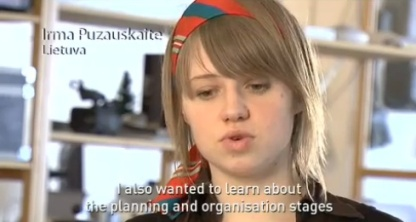 Irma Puzauskaite
Lietuva
I also wanted to learn about
the planning and organisation stages